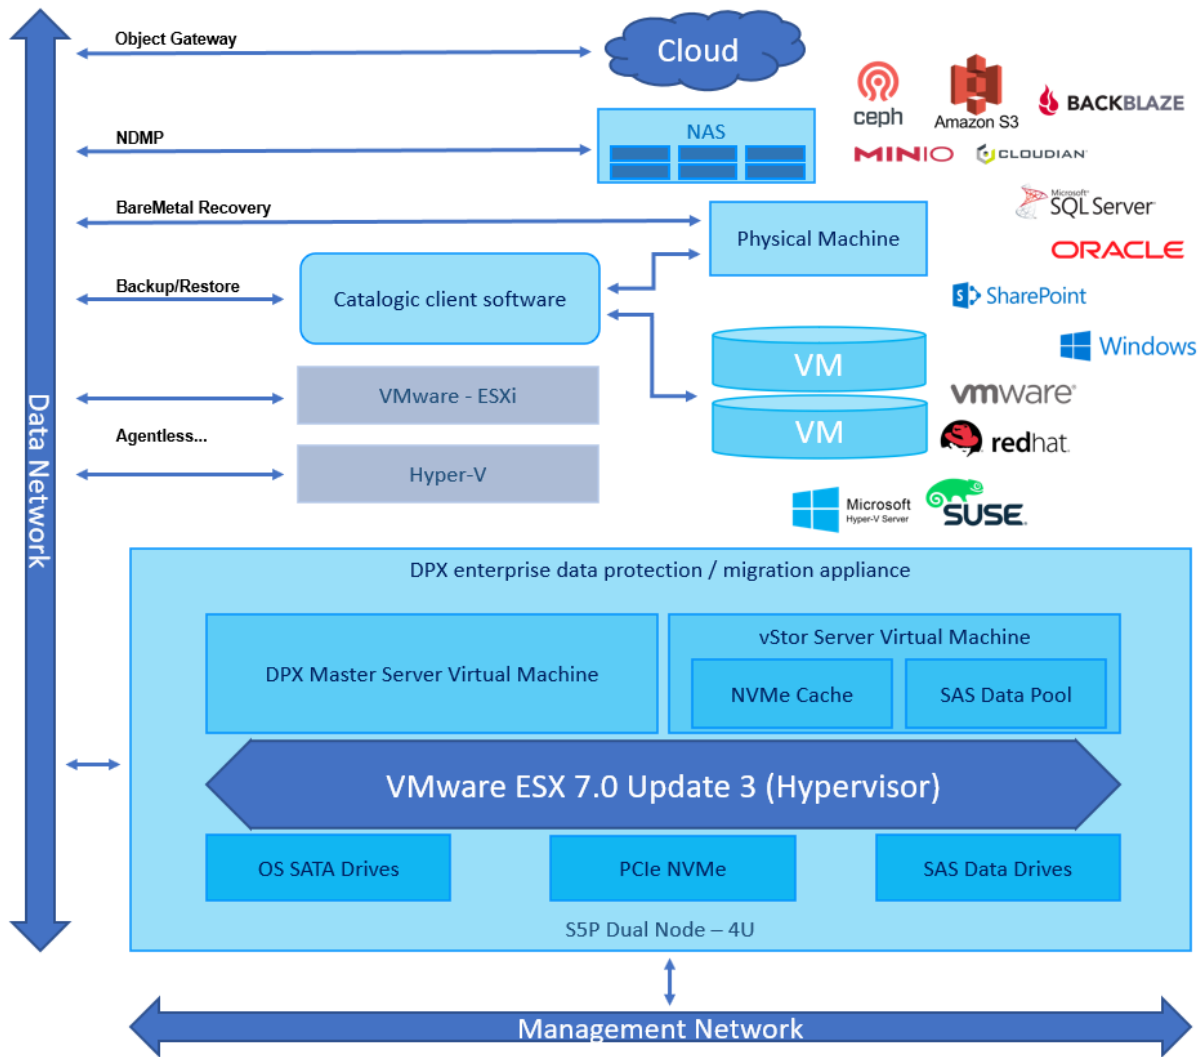 Object Gateway
Cloud
ceph
Amazon S3
BACKBLAZE
NDMP
NAS
MINIO
CLOUDIAN
BareMetal Recovery
Physical Machine
Microsoft
SQL Server
ORACLE
Backup/Restore
Catalogic client software
S
SharePoint
VM
Windows
VMware - ESXi
vmware®
Agentless...
VM
redhat.
Hyper-V
Microsoft
Hyper-V Server
SUSE
Data Network
DPX enterprise data protection / migration appliance
DPX Master Server Virtual Machine
vStor Server Virtual Machine
NVMe Cache
SAS Data Pool
VMware ESX 7.0 Update 3 (Hypervisor)
OS SATA Drives
PCIe NVMe
SAS Data Drives
S5P Dual Node – 4U
Management Network